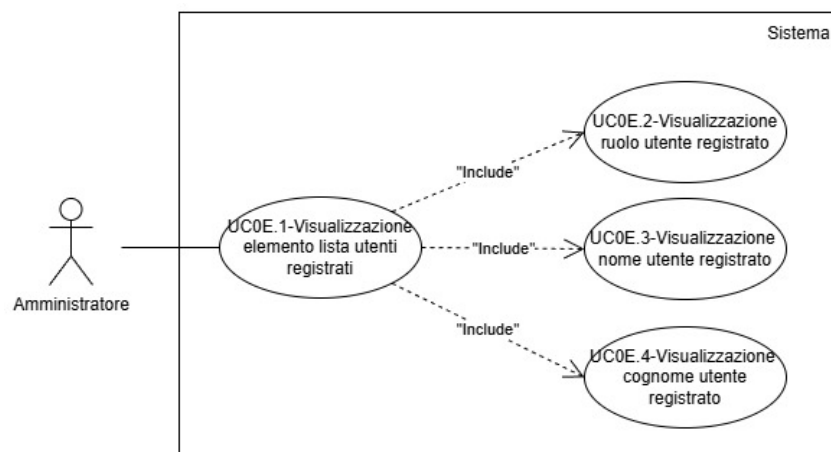 Sistema
UC0E.2-Visualizzazione
ruolo utente registrato
"Include"
UC0E.1-Visualizzazione
elemento lista utenti
registrati
"Include"
UC0E.3-Visualizzazione
nome utente registrato
Amministratore
"Include"
UC0E.4-Visualizzazione
cognome utente
registrato